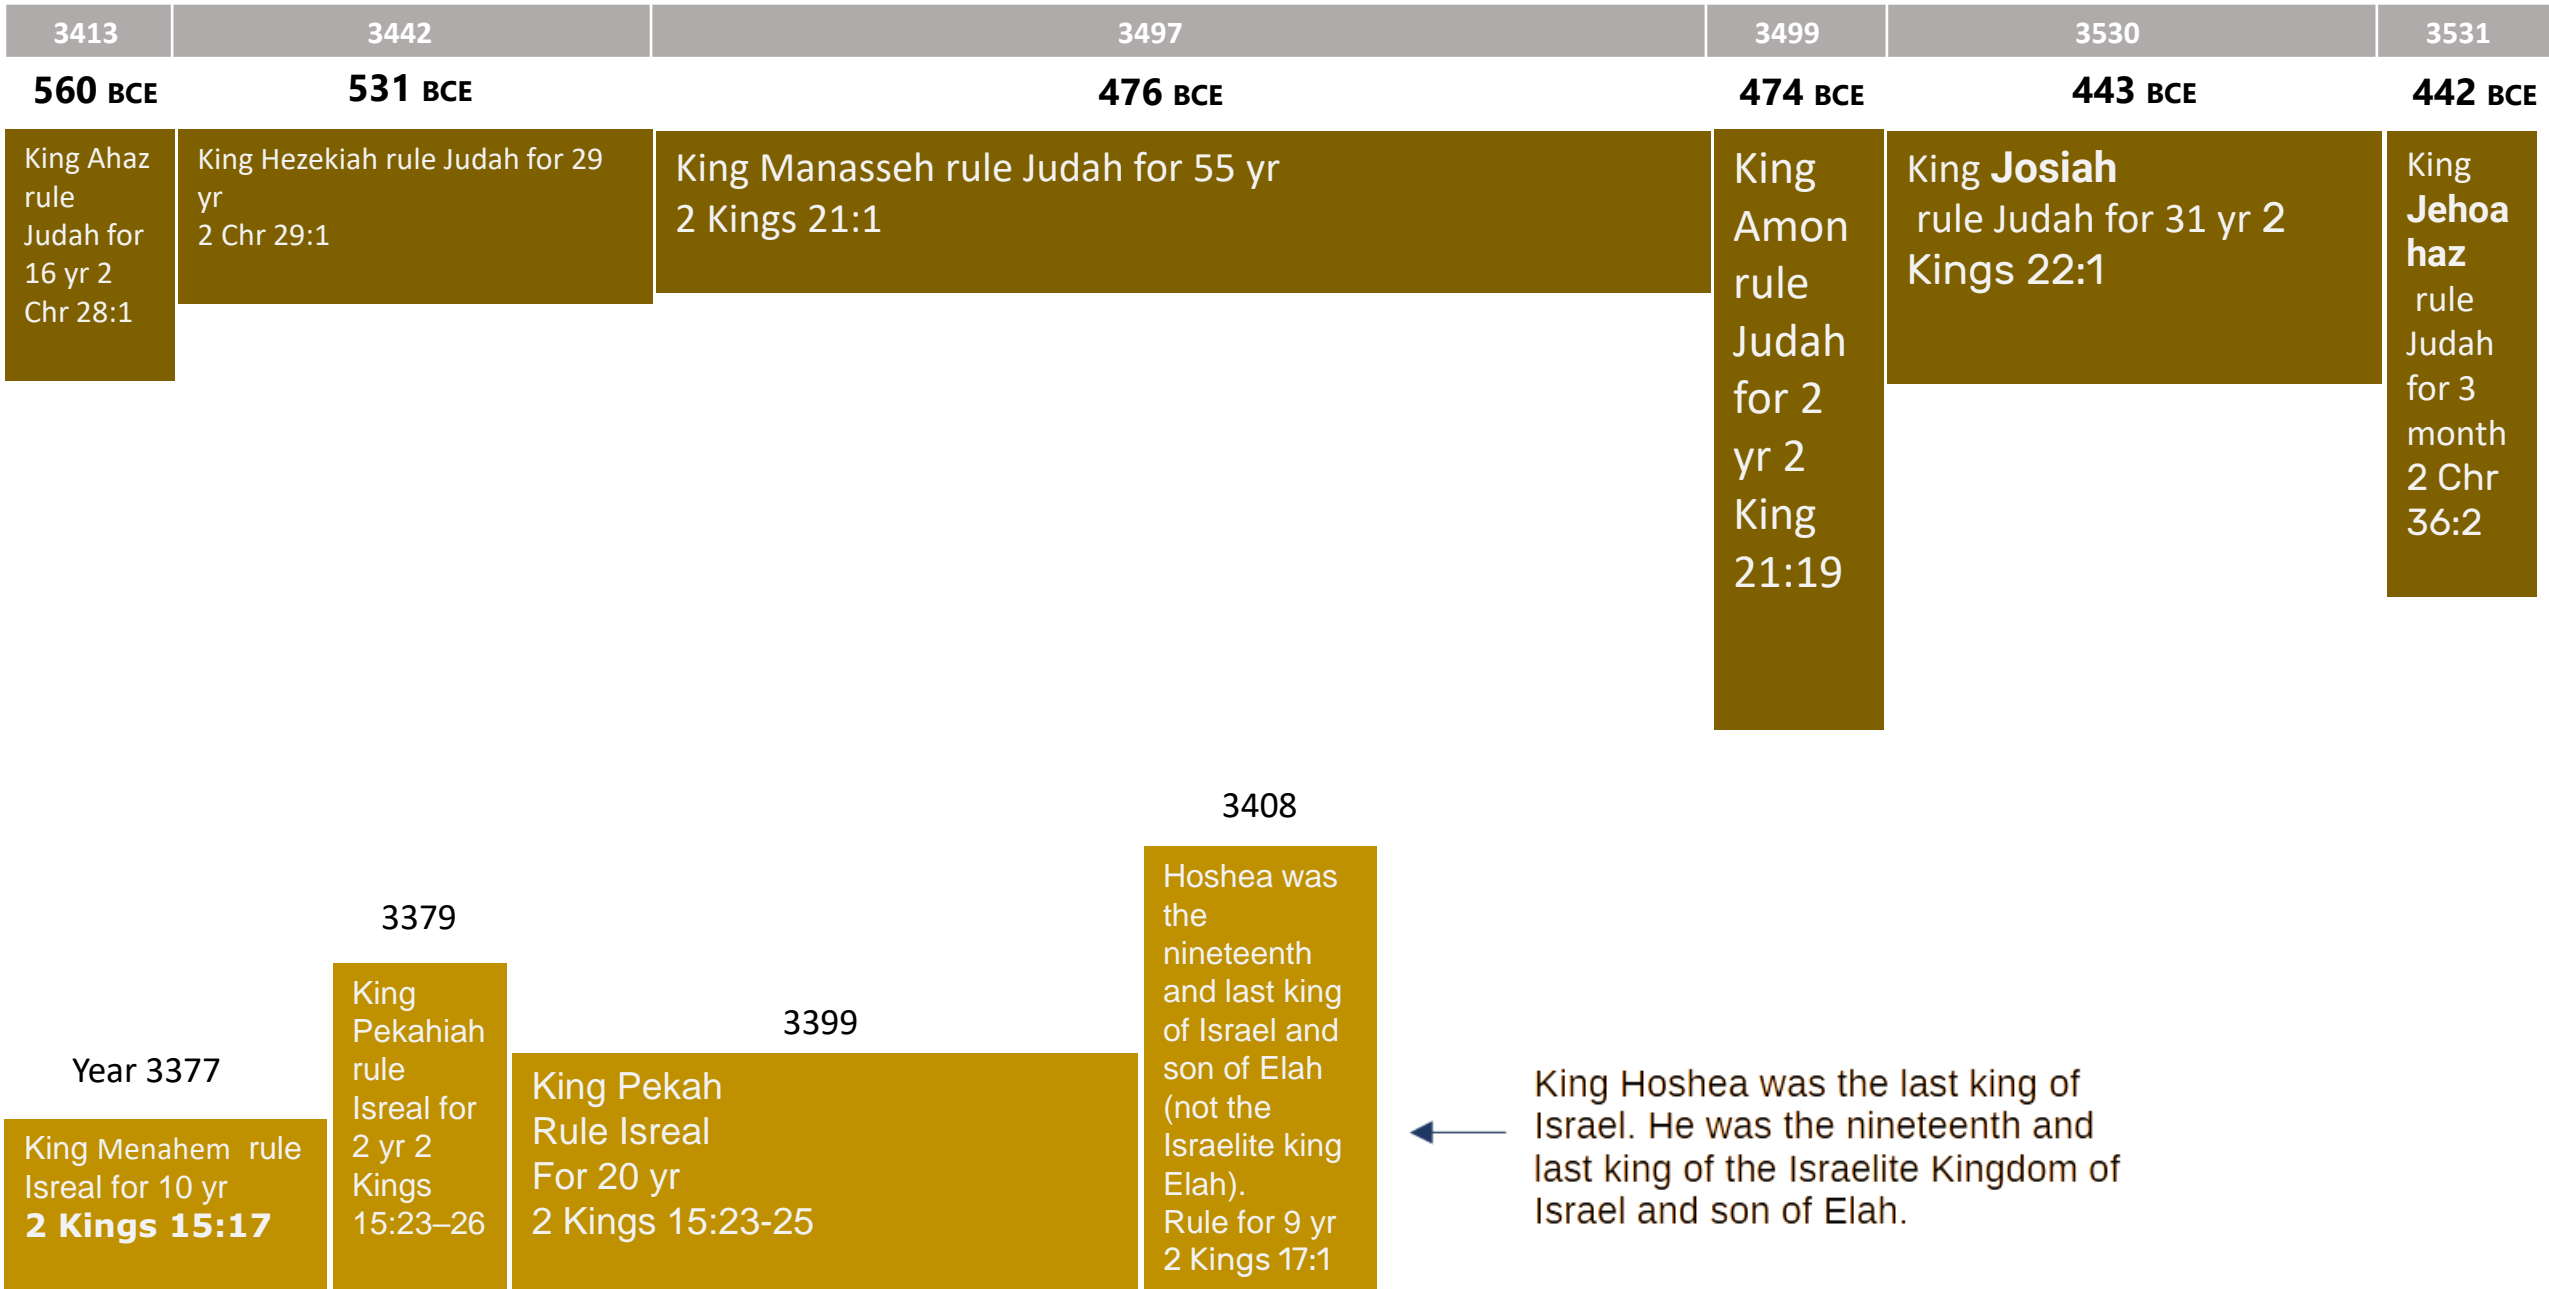 3413 3442 3497 3499 3530 3531
560 BCE 531 BCE 476 BCE 474 BCE 443 BCE 442 BCE
King Ahaz
rule
Judah for
16 yr 2
Chr 28:1
King Hezekiah rule Judah for 29
yr
2 Chr 29:1
King Manasseh rule Judah for 55 yr
2 Kings 21:1
King
Amon
rule
Judah
for 2
yr 2
King
21:19
King Josiah
rule Judah for 31 yr 2
Kings 22:1
King
Jehoa
haz
rule
Judah
for 3
month
2 Chr
36:2
Year 3377
King Menahem rule
Isreal for 10 yr
2 Kings 15:17
3379
King
Pekahiah
rule
Isreal for
2 yr 2
Kings
15:23–26
3399
King Pekah
Rule Isreal
For 20 yr
2 Kings 15:23-25
3408
Hoshea was
the
nineteenth
and last king
of Israel and
son of Elah
(not the
Israelite king
Elah).
Rule for 9 yr
2 Kings 17:1
King Hoshea was the last king of
Israel. He was the nineteenth and
last king of the Israelite Kingdom of
Israel and son of Elah.